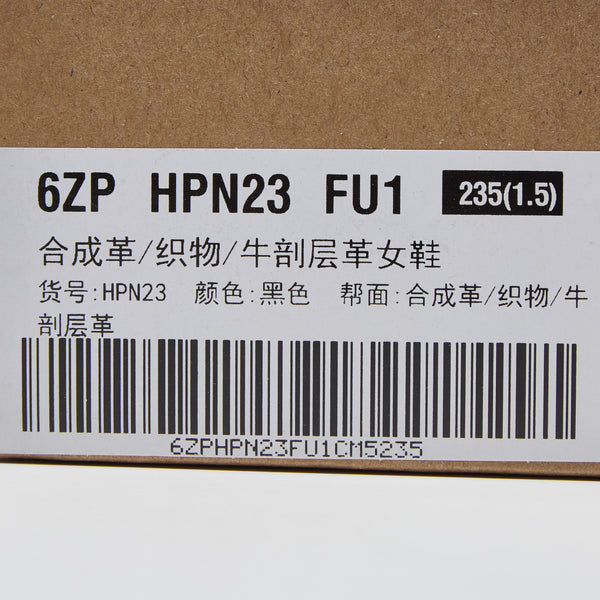 6ZP HPN23 FU1 235(1.5)
合成革/织物/牛剖层革女鞋
货号:HPN23 颜色:黑色 帮面:合成革/织物/牛
剖层革
6ZPHPN23FU1CM5235